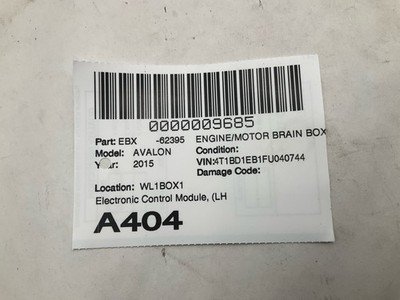 0000009685
Part: EBX -62395 ENGINE/MOTOR BRAIN BOX
Model: AVALON Condition:
Year: 2015 VIN:4T1BD1EB1FU040744
Damage Code:
Location: WL1BOX1
Electronic Control Module, (LH
A404